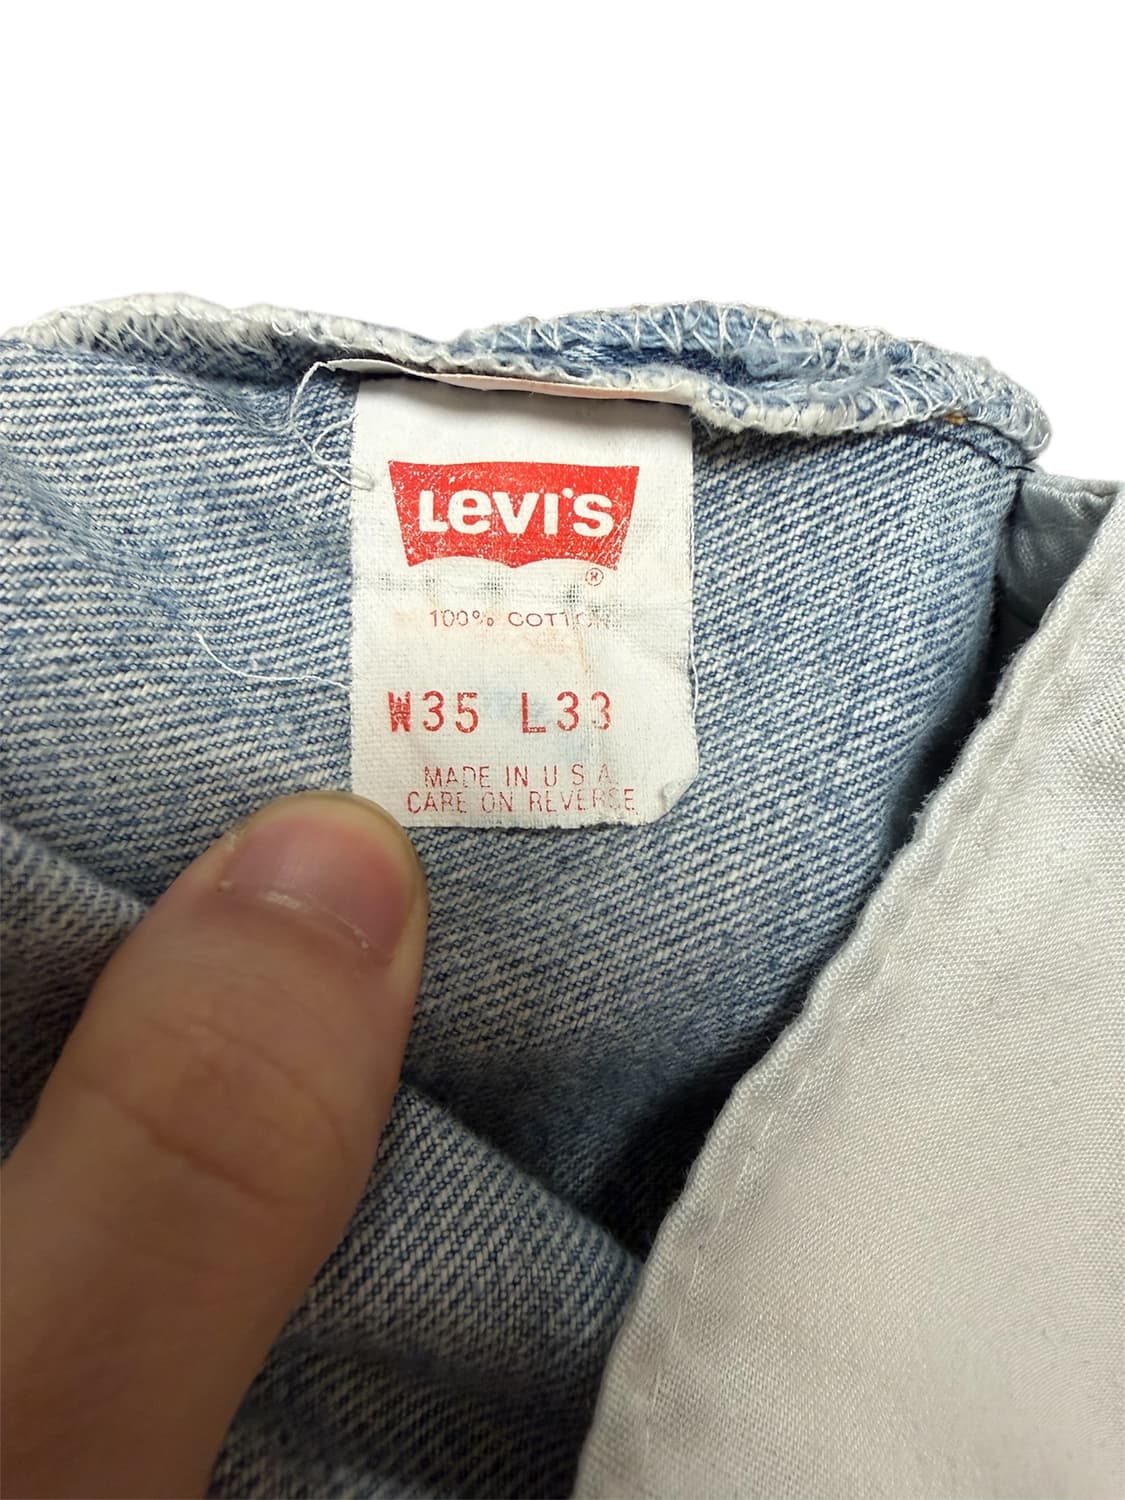 Levi's
®
100% COTTON
W35 L33
MADE IN U S A
CARE ON REVERSE